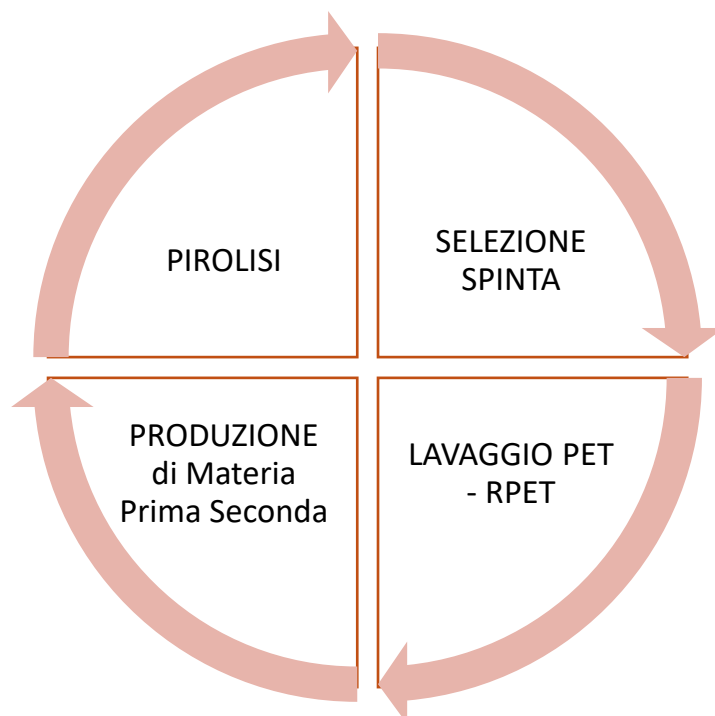 PIROLISI
SELEZIONE
SPINTA
PRODUZIONE
di Materia
Prima Seconda
LAVAGGIO PET
- RPET